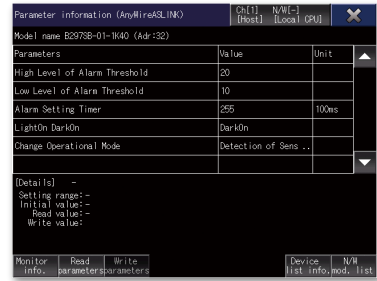 Parameter information (AnyWireASLINK)
Ch[1] N/W[-]
[Host] [Local CPU]
Model name B297SB-01-1K40 (Adr:32)
Parameters Value Unit
High Level of Alarm Threshold 20
Low Level of Alarm Threshold 10
Alarm Setting Timer 255 100ms
LightOn DarkOn DarkOn
Change Operational Mode Detection of Sens ..
[Details] -
Setting range:-
Initial value:-
Read value:-
Write value:
Monitor info.
Read parameters
Write parameters
Device list info.
N/W mod. list